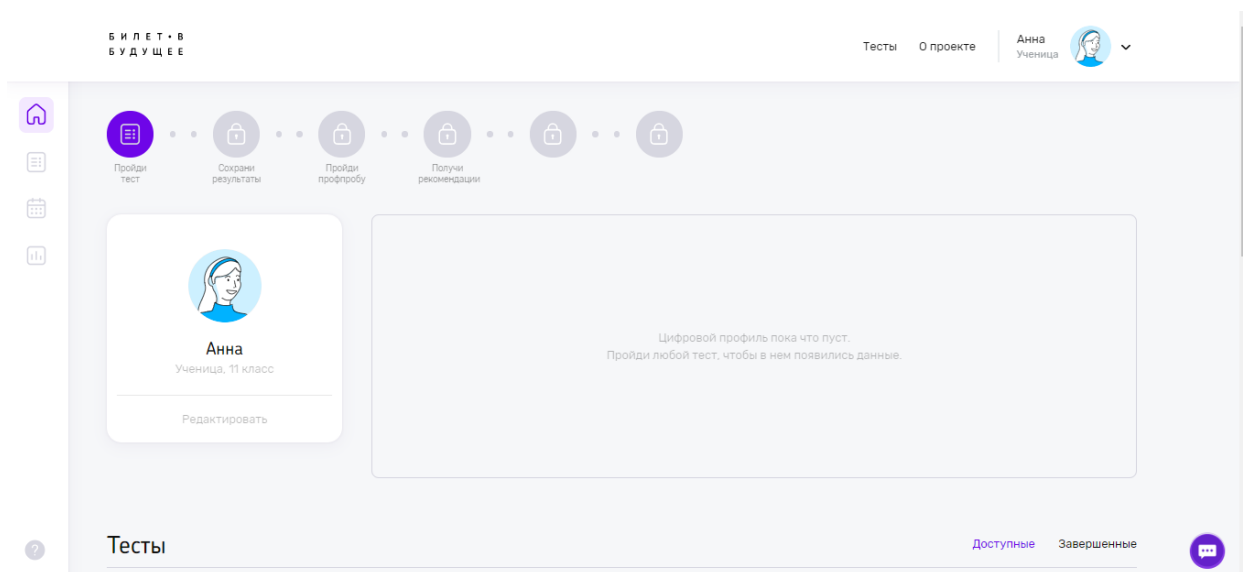 БИЛЕТ•В
БУДУЩЕЕ
Тесты О проекте
Анна
Ученица
Пройди
тест
Сохрани
результаты
Пройди
профпробу
Получи
рекомендации
Анна
Ученица, 11 класс
Редактировать
Цифровой профиль пока что пуст.
Пройди любой тест, чтобы в нем появились данные.
Тесты
Доступные Завершенные
?